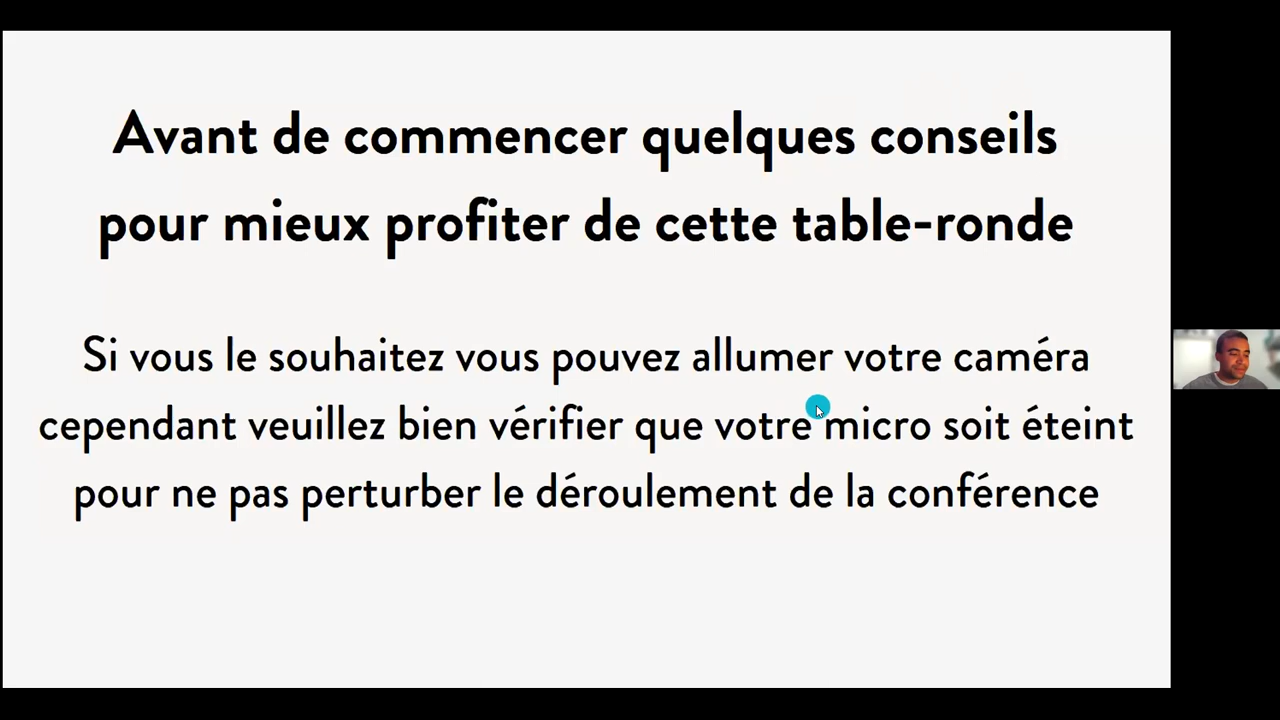 Avant de commencer quelques conseils
pour mieux profiter de cette table-ronde
Si vous le souhaitez vous pouvez allumer votre caméra
cependant veuillez bien vérifier que votre micro soit éteint
pour ne pas perturber le déroulement de la conférence